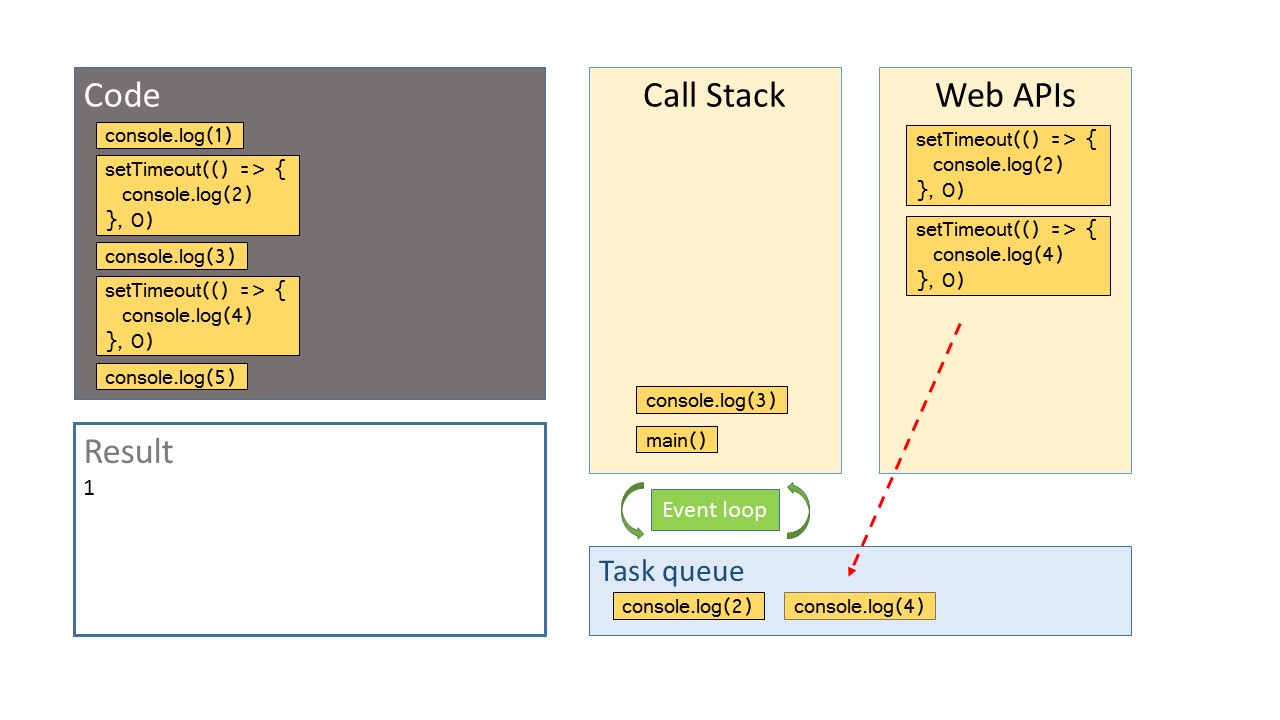 Code
console.log(1)
setTimeout(() => {
console.log(2)
}, 0)
console.log(3)
setTimeout(() => {
console.log(4)
}, 0)
console.log(5)
Result
1
Call Stack
console.log(3)
main()
Web APIs
setTimeout(() => {
console.log(2)
}, 0)
setTimeout(() => {
console.log(4)
}, 0)
Event loop
Task queue
console.log(2)
console.log(4)